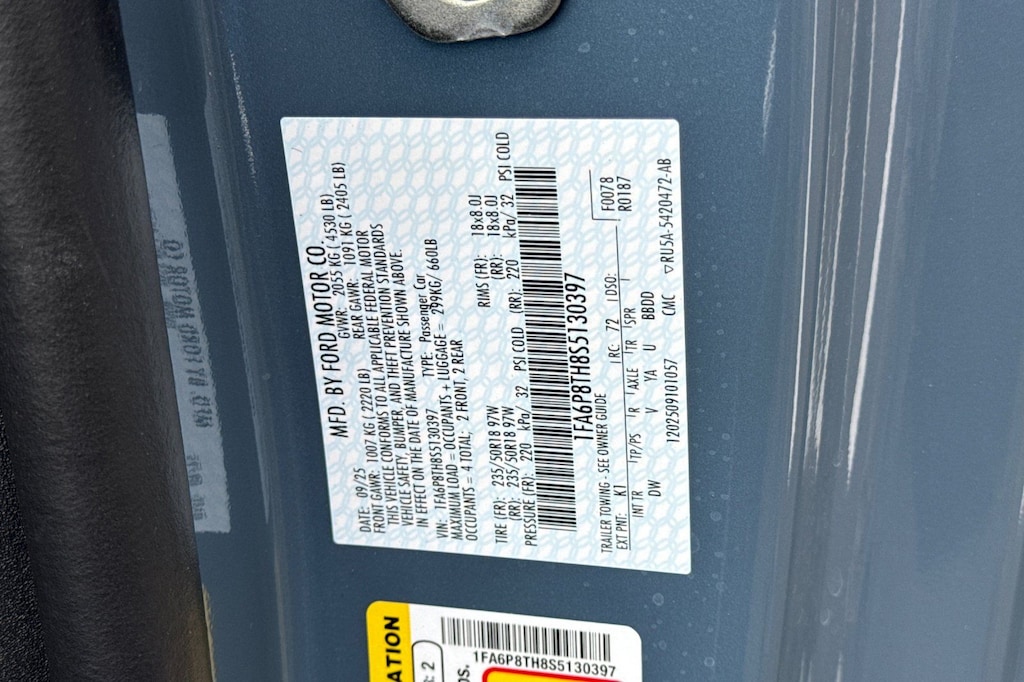 MFD. BY FORD MOTOR CO.
DATE: 09/25 GVWR: 2055 KG ( 4530 LB)
FRONT GAWR: 1007 KG ( 2220 LB) REAR GAWR: 1091 KG ( 2405 LB)
THIS VEHICLE CONFORMS TO ALL APPLICABLE FEDERAL MOTOR
VEHICLE SAFETY, BUMPER, AND THEFT PREVENTION STANDARDS
IN EFFECT ON THE DATE OF MANUFACTURE SHOWN ABOVE.
VIN: 1FA6P8TH8S5130397 TYPE: Passenger Car
MAXIMUM LOAD = OCCUPANTS + LUGGAGE = 299KG/ 660LB
OCCUPANTS = 4 TOTAL; 2 FRONT, 2 REAR
TIRE (FR): 235/50R18 97W RIMS (FR): 18x8.0J
(RR): 235/50R18 97W (RR): 18x8.0J
PRESSURE (FR): 220 kPa/ 32 PSI COLD (RR): 220 kPa/ 32 PSI COLD
1FA6P8TH8S5130397
TRAILER TOWING - SEE OWNER GUIDE
F0078
R0187
EXT PNT: K1 RC: 72 DSO:
INTR TP/PS R AXLE TR SPR
DW V YA U BBDD
1202509101057 CMC ▽RU5A-5420472-AB
ATION
: 2
OS.
1FA6P8TH8S5130397